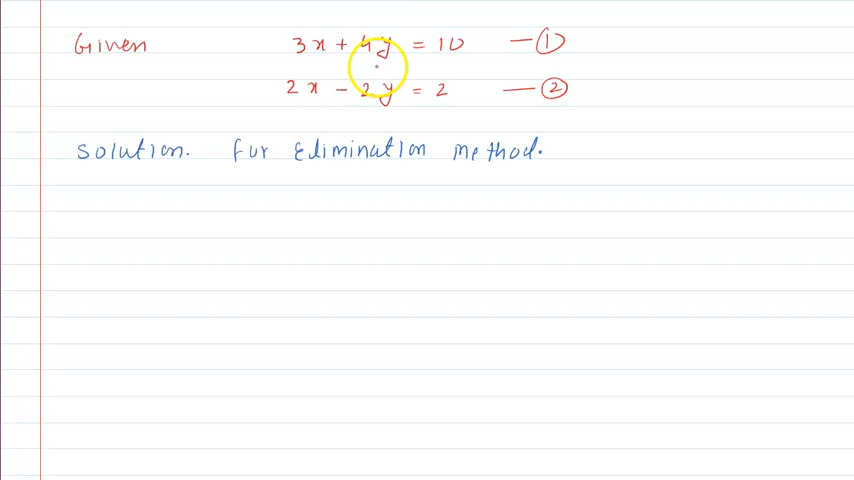 Given 3x + 4y = 10 — ①
2x - 2y = 2 — ②
Solution. For Elimination method.